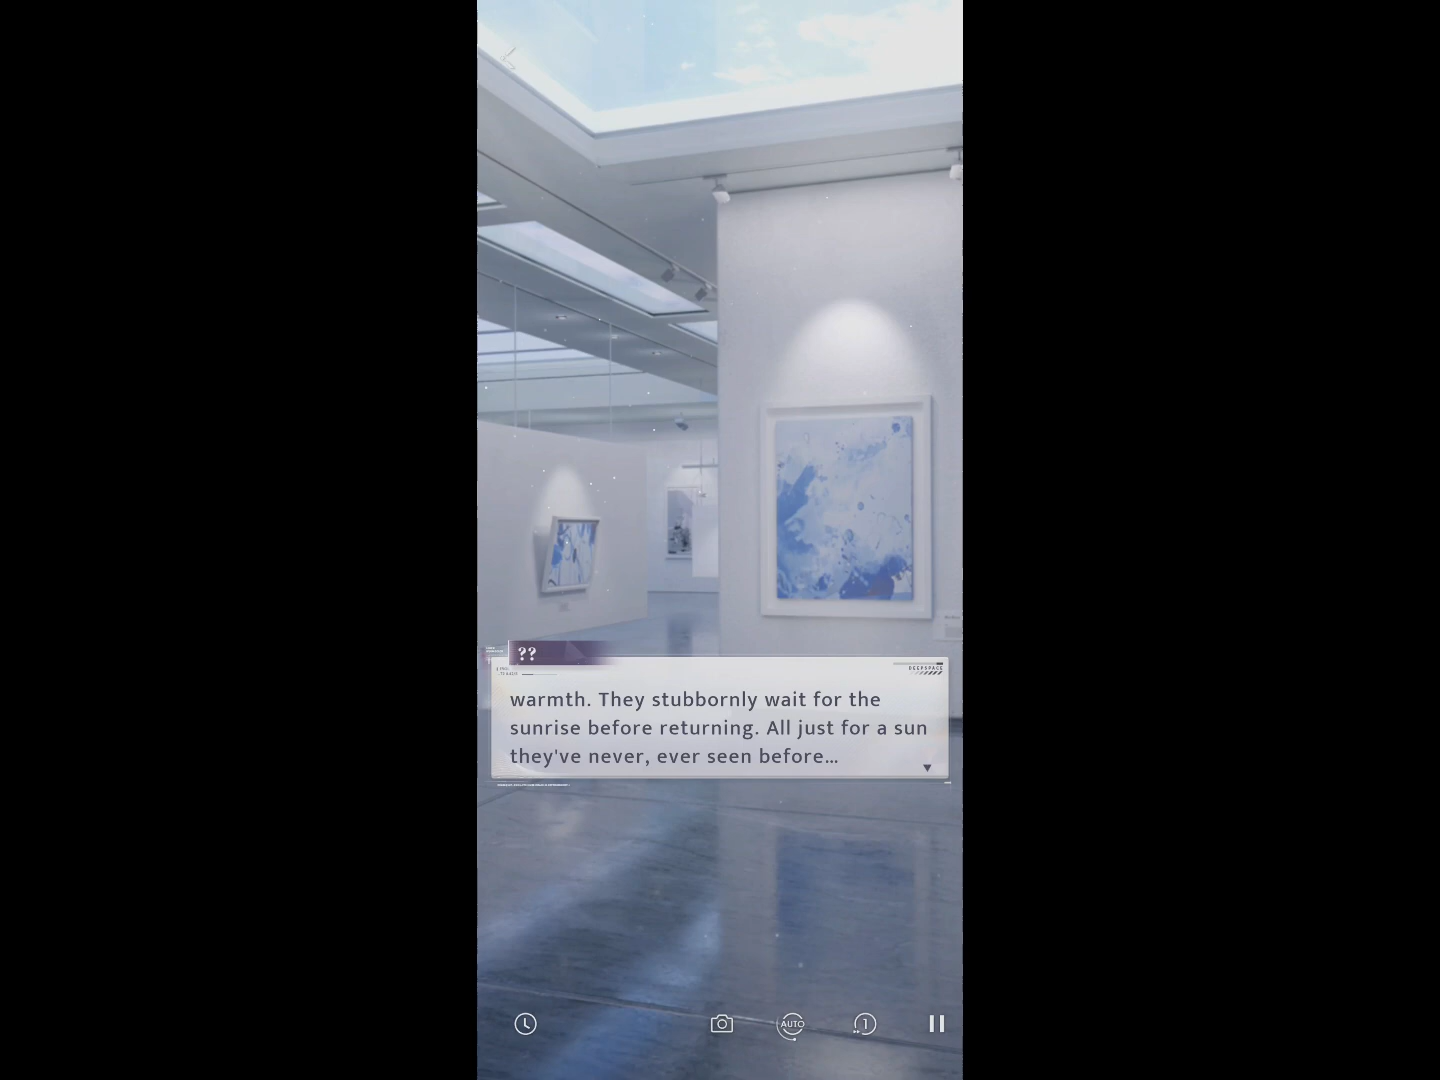 ??
DEEPSPACE
warmth. They stubbornly wait for the
sunrise before returning. All just for a sun
they've never, ever seen before...
AUTO
1